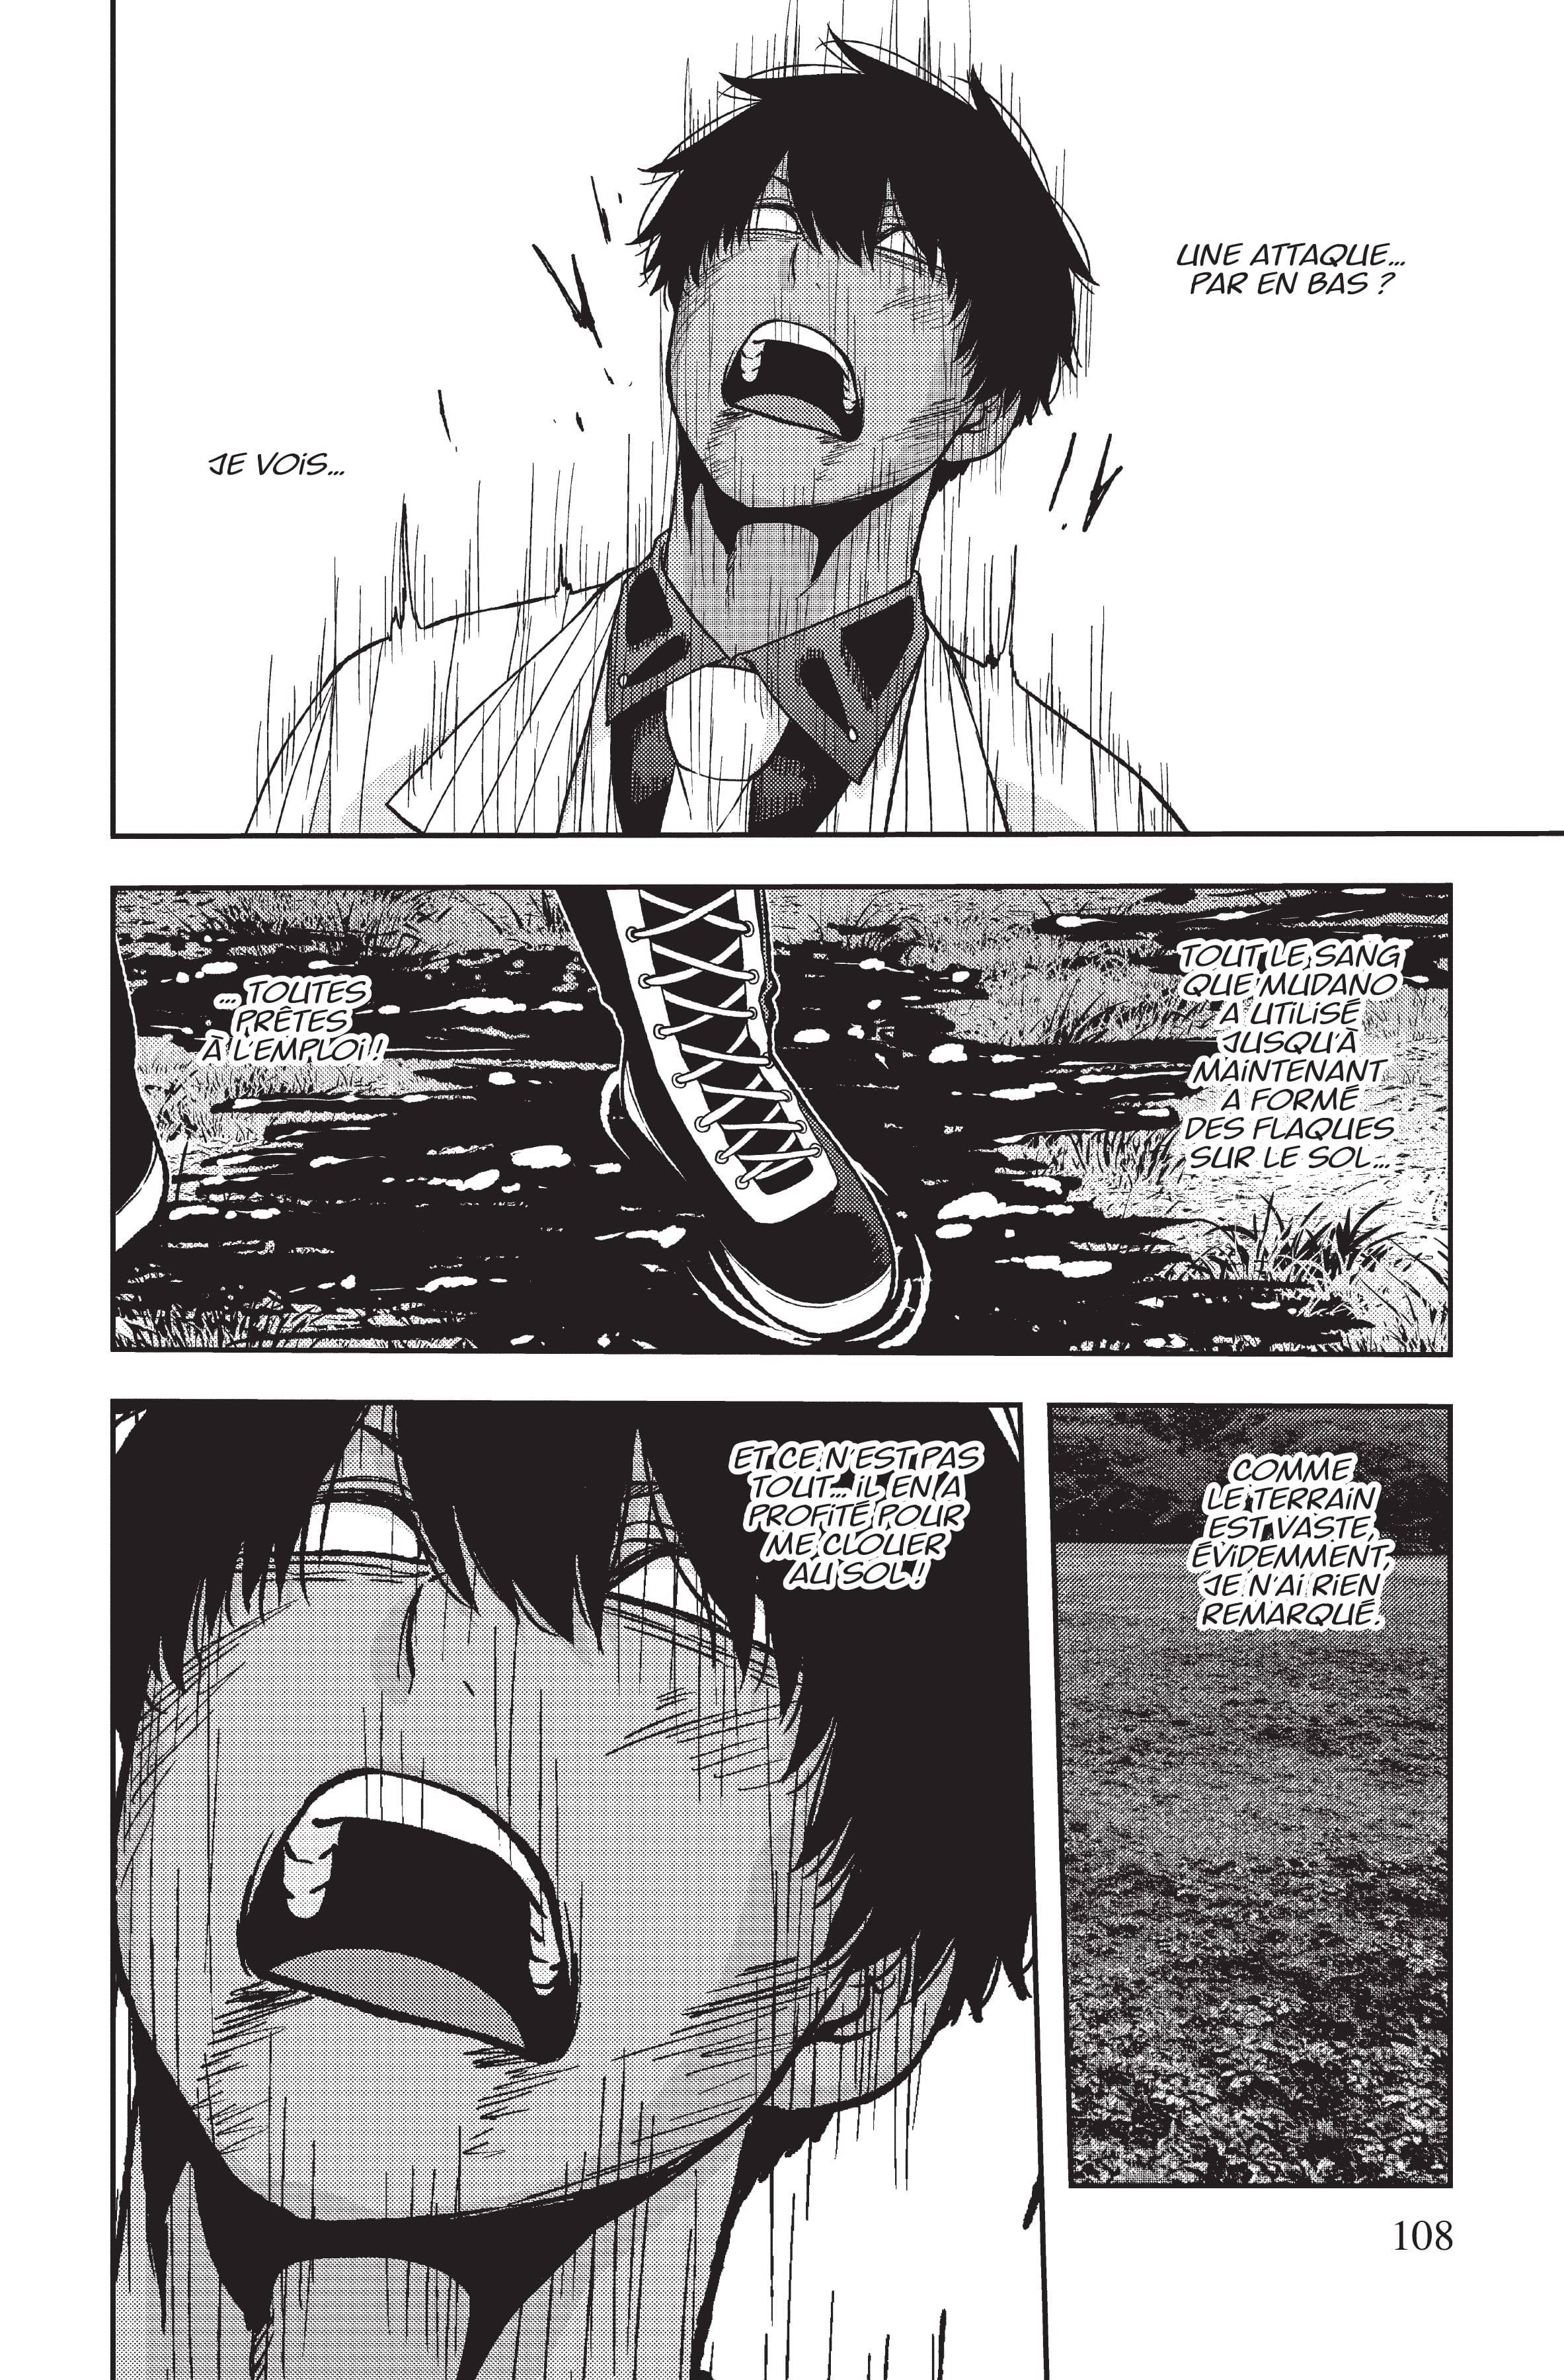 UNE ATTAQUE...
PAR EN BAS ?
JE VOIS...
TOUT LE SANG
QUE MUDANO
A UTILISÉ
JUSQU'À
MAINTENANT
A FORMÉ
DES FLAQUES
SUR LE SOL...
... TOUTES
PRÊTES
À L'EMPLOI !
COMME
LE TERRAIN
EST VASTE,
ÉVIDEMMENT,
JE N'AI RIEN
REMARQUÉ.
ET CE N'EST PAS
TOUT... IL EN A
PROFITÉ POUR
ME CLOUER
AU SOL !
108